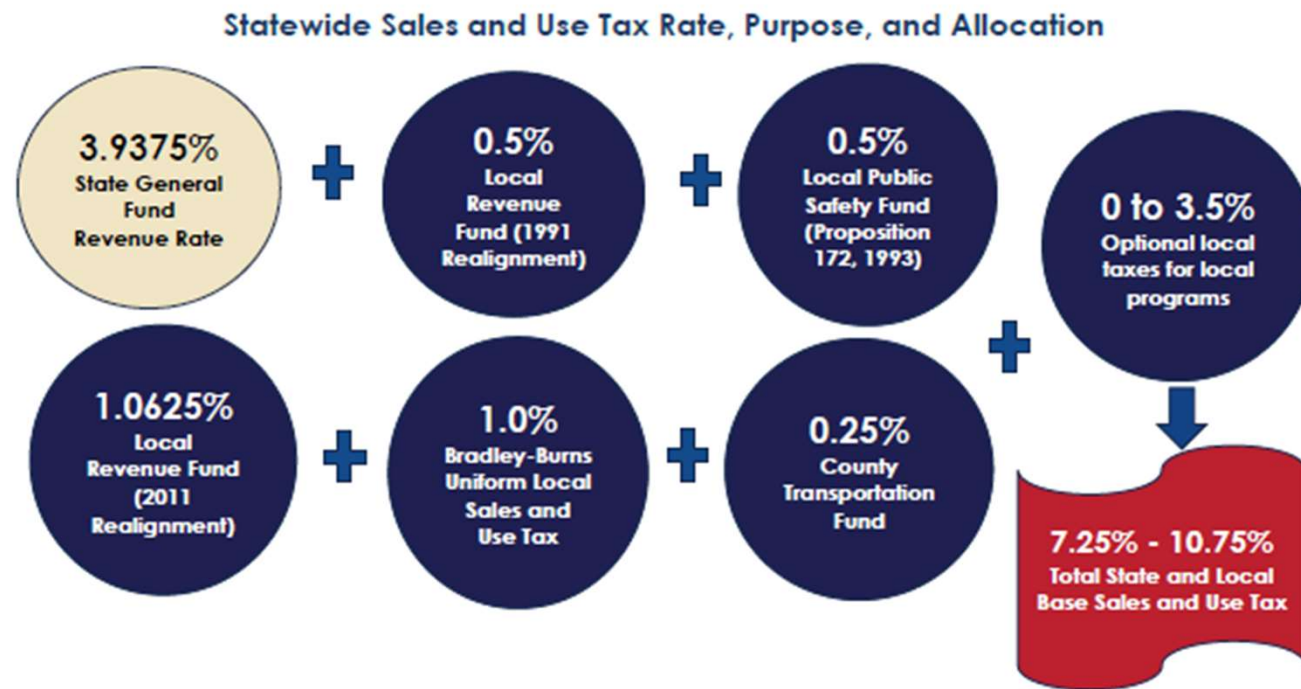 Statewide Sales and Use Tax Rate, Purpose, and Allocation
3.9375%
State General
Fund
Revenue Rate
0.5%
Local
Revenue
Fund (1991
Realignment)
0.5%
Local Public
Safety Fund
(Proposition
172, 1993)
0 to 3.5%
Optional local
taxes for local
programs
1.0625%
Local
Revenue Fund
(2011
Realignment)
1.0%
Bradley-Burns
Uniform Local
Sales and
Use Tax
0.25%
County
Transportation
Fund
7.25% - 10.75%
Total State and Local
Base Sales and Use Tax